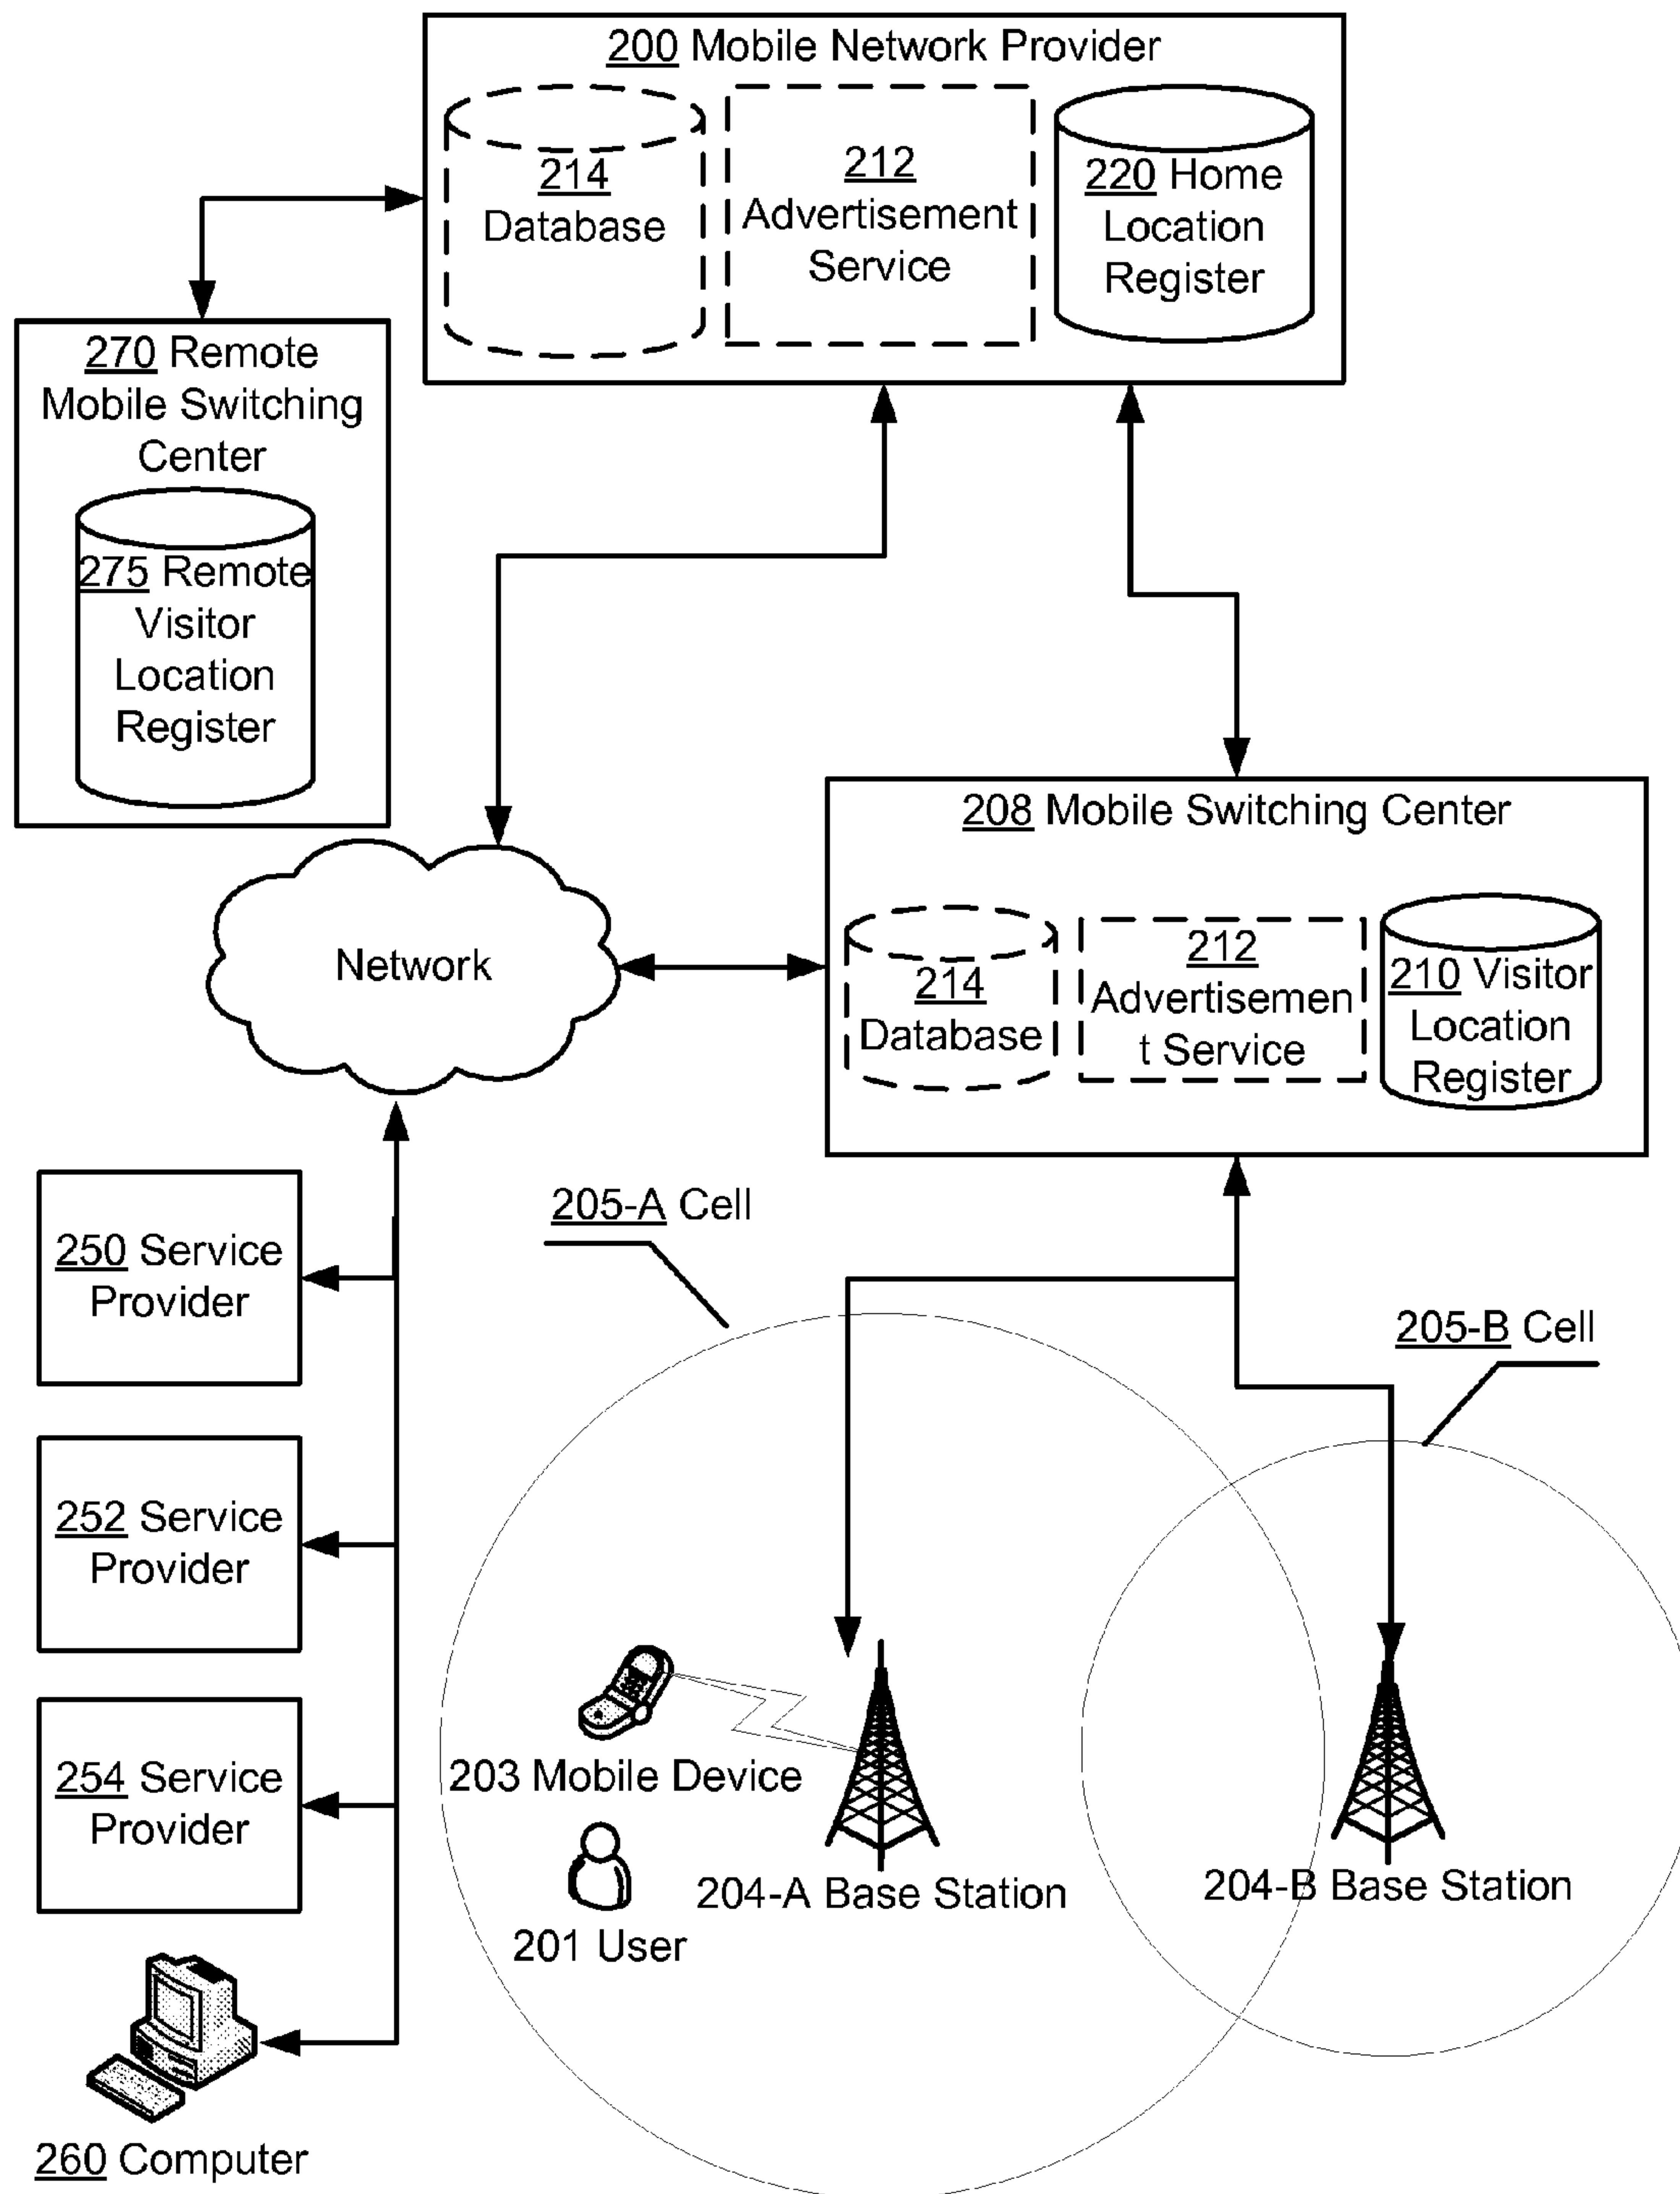 200 Mobile Network Provider
214
Database
212
Advertisement
Service
220 Home
Location
Register
270 Remote
Mobile Switching
Center
275 Remote
Visitor
Location
Register
208 Mobile Switching Center
Network
214
Database
212
Advertisemen
t Service
210 Visitor
Location
Register
205-A Cell
250 Service
Provider
205-B Cell
252 Service
Provider
254 Service
Provider
203 Mobile Device
204-A Base Station
204-B Base Station
201 User
260 Computer